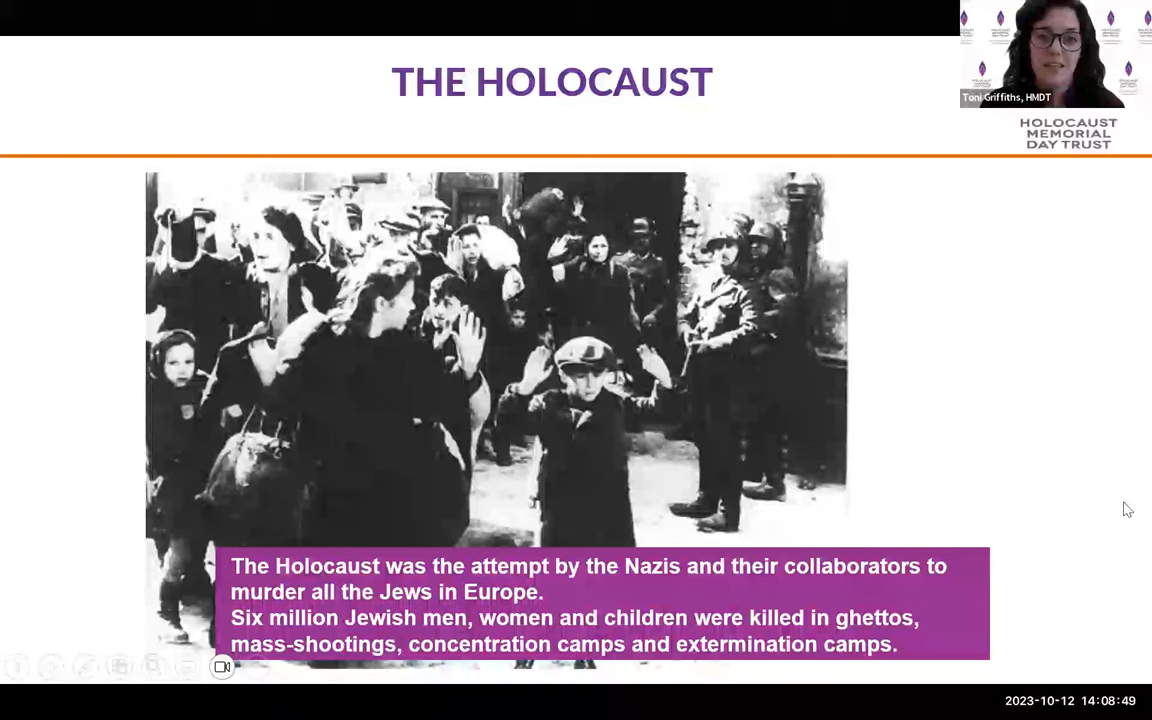 THE HOLOCAUST
Toni Griffiths, HMDT
HOLOCAUST
MEMORIAL
DAY TRUST
The Holocaust was the attempt by the Nazis and their collaborators to
murder all the Jews in Europe.
Six million Jewish men, women and children were killed in ghettos,
mass-shootings, concentration camps and extermination camps.
2023-10-12 14:08:49